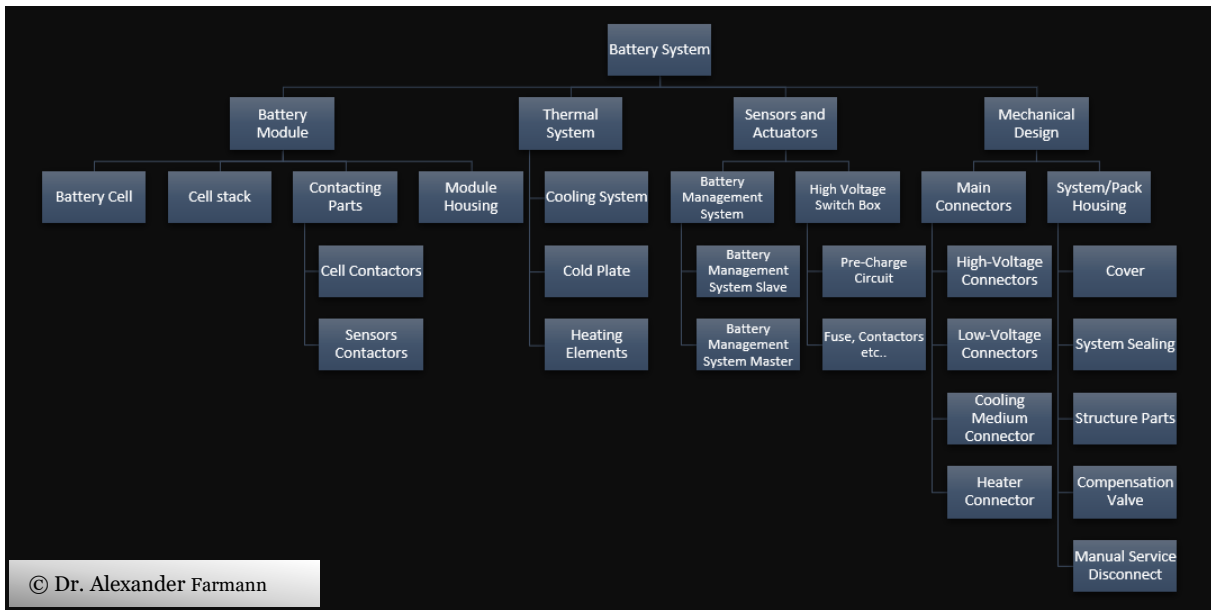 Battery System
Battery
Module
Thermal
System
Sensors and
Actuators
Mechanical
Design
Battery Cell
Cell stack
Contacting
Parts
Module
Housing
Cooling System
Battery
Management
System
High Voltage
Switch Box
Main
Connectors
System/Pack
Housing
Cell Contactors
Cold Plate
Battery
Management
System Slave
Pre-Charge
Circuit
High-Voltage
Connectors
Cover
Sensors
Contactors
Heating
Elements
Battery
Management
System Master
Fuse, Contactors
etc..
Low-Voltage
Connectors
System Sealing
Cooling
Medium
Connector
Structure Parts
Heater
Connector
Compensation
Valve
Manual Service
Disconnect
© Dr. Alexander Farmann